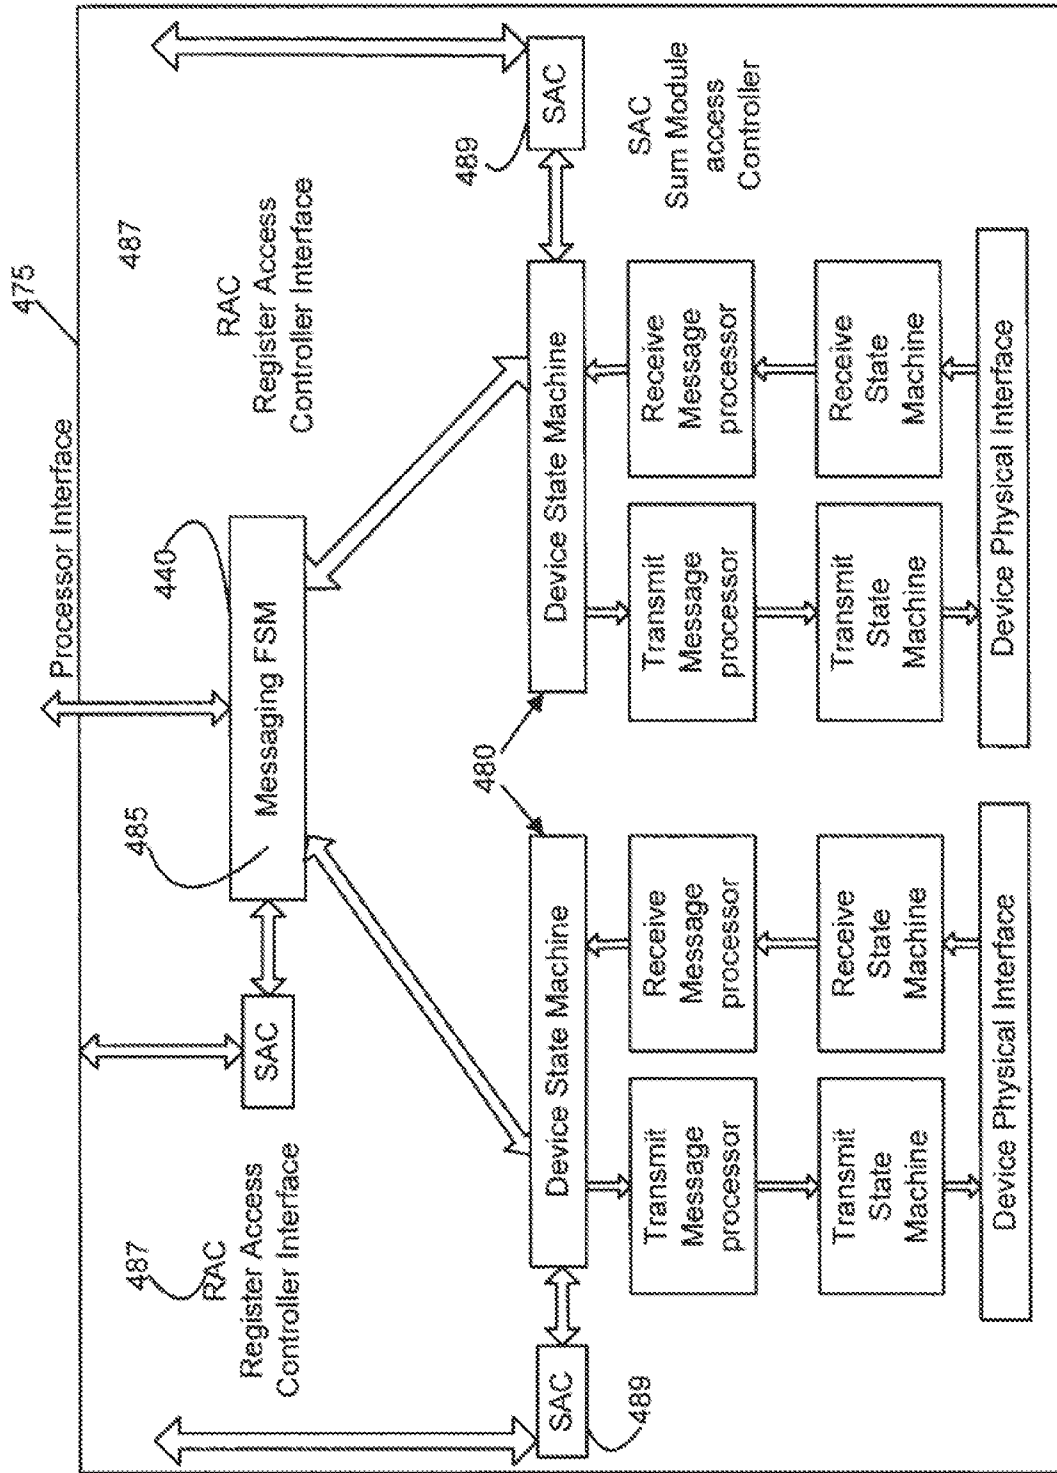 475
Processor Interface
487
RAC
Register Access
Controller Interface
SAC
485
Messaging FSM
440
487
RAC
Register Access
Controller Interface
SAC
489
Device State Machine
480
Device State Machine
SAC
489
SAC
Sum Module
access
Controller
Transmit
Message
processor
Receive
Message
processor
Transmit
Message
processor
Receive
Message
processor
Transmit
State
Machine
Receive
State
Machine
Transmit
State
Machine
Receive
State
Machine
Device Physical Interface
Device Physical Interface